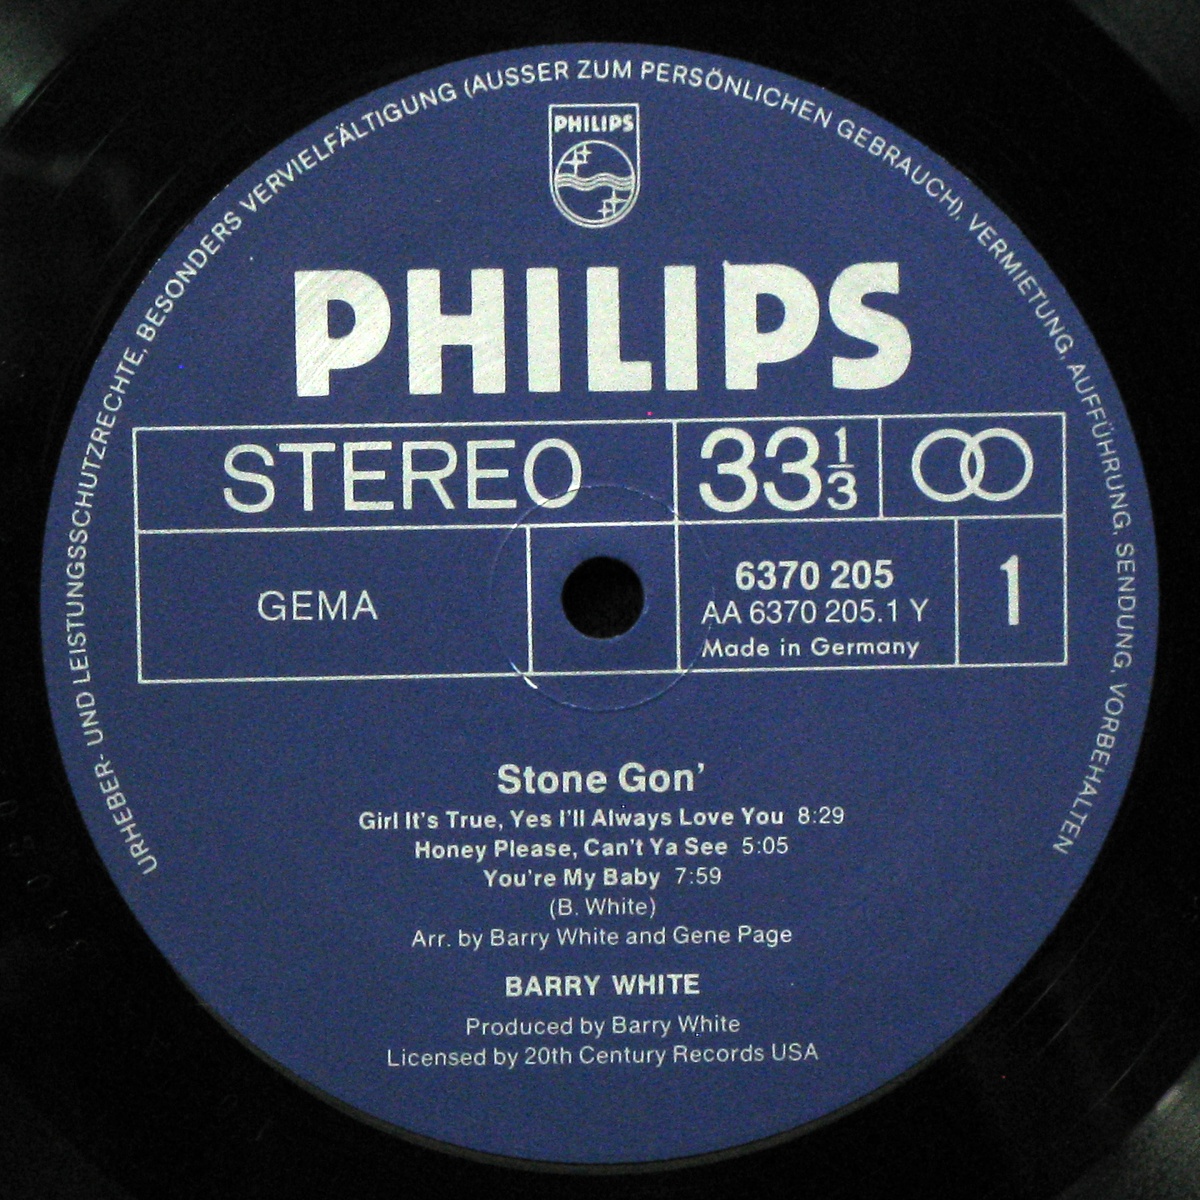 URHEBER- UND LEISTUNGSSCHUTZRECHTE, BESONDERS VERVIELFÄLTIGUNG (AUSSER ZUM PERSÖNLICHEN GEBRAUCH), VERMIETUNG, AUFFÜHRUNG, SENDUNG, VORBEHALTEN
PHILIPS
PHILIPS
STEREO
33 1/3
GEMA
6370 205
AA 6370 205.1 Y
Made in Germany
1
Stone Gon'
Girl It's True, Yes I'll Always Love You 8:29
Honey Please, Can't Ya See 5:05
You're My Baby 7:59
(B. White)
Arr. by Barry White and Gene Page
BARRY WHITE
Produced by Barry White
Licensed by 20th Century Records USA